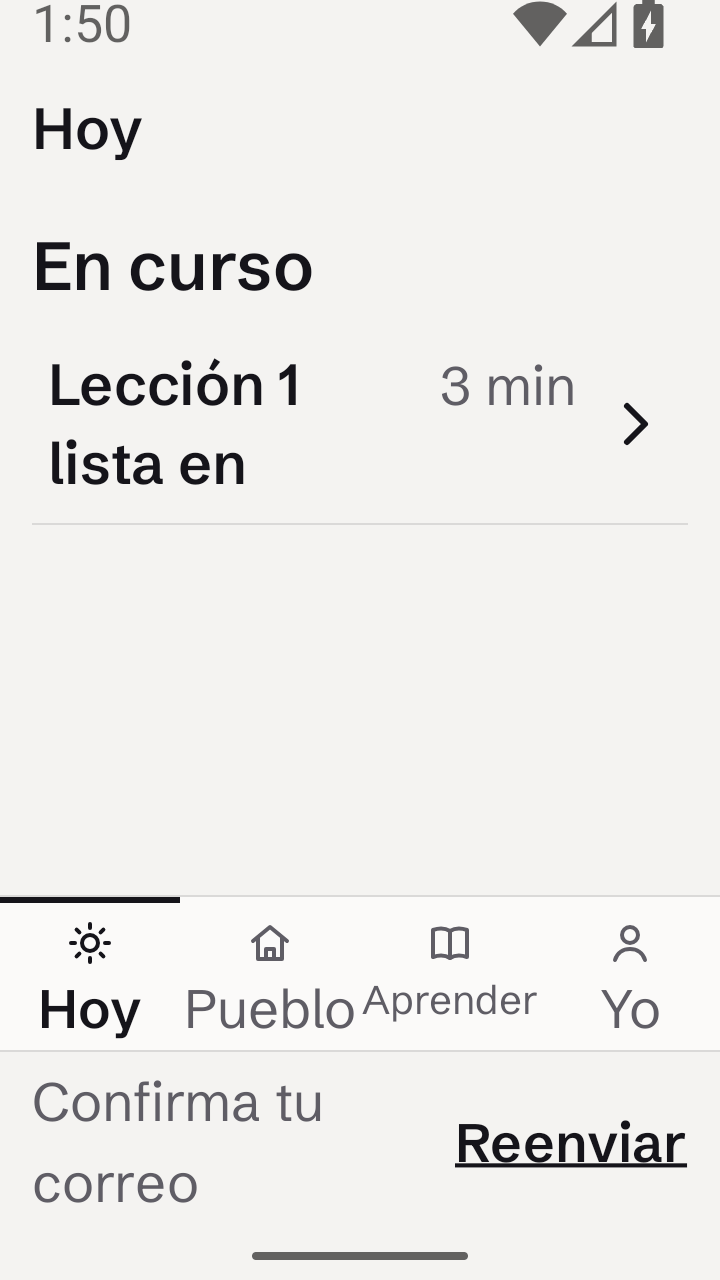 1:50
Hoy
En curso
Lección 1 3 min
lista en
Hoy Pueblo Aprender Yo
Confirma tu
correo
Reenviar